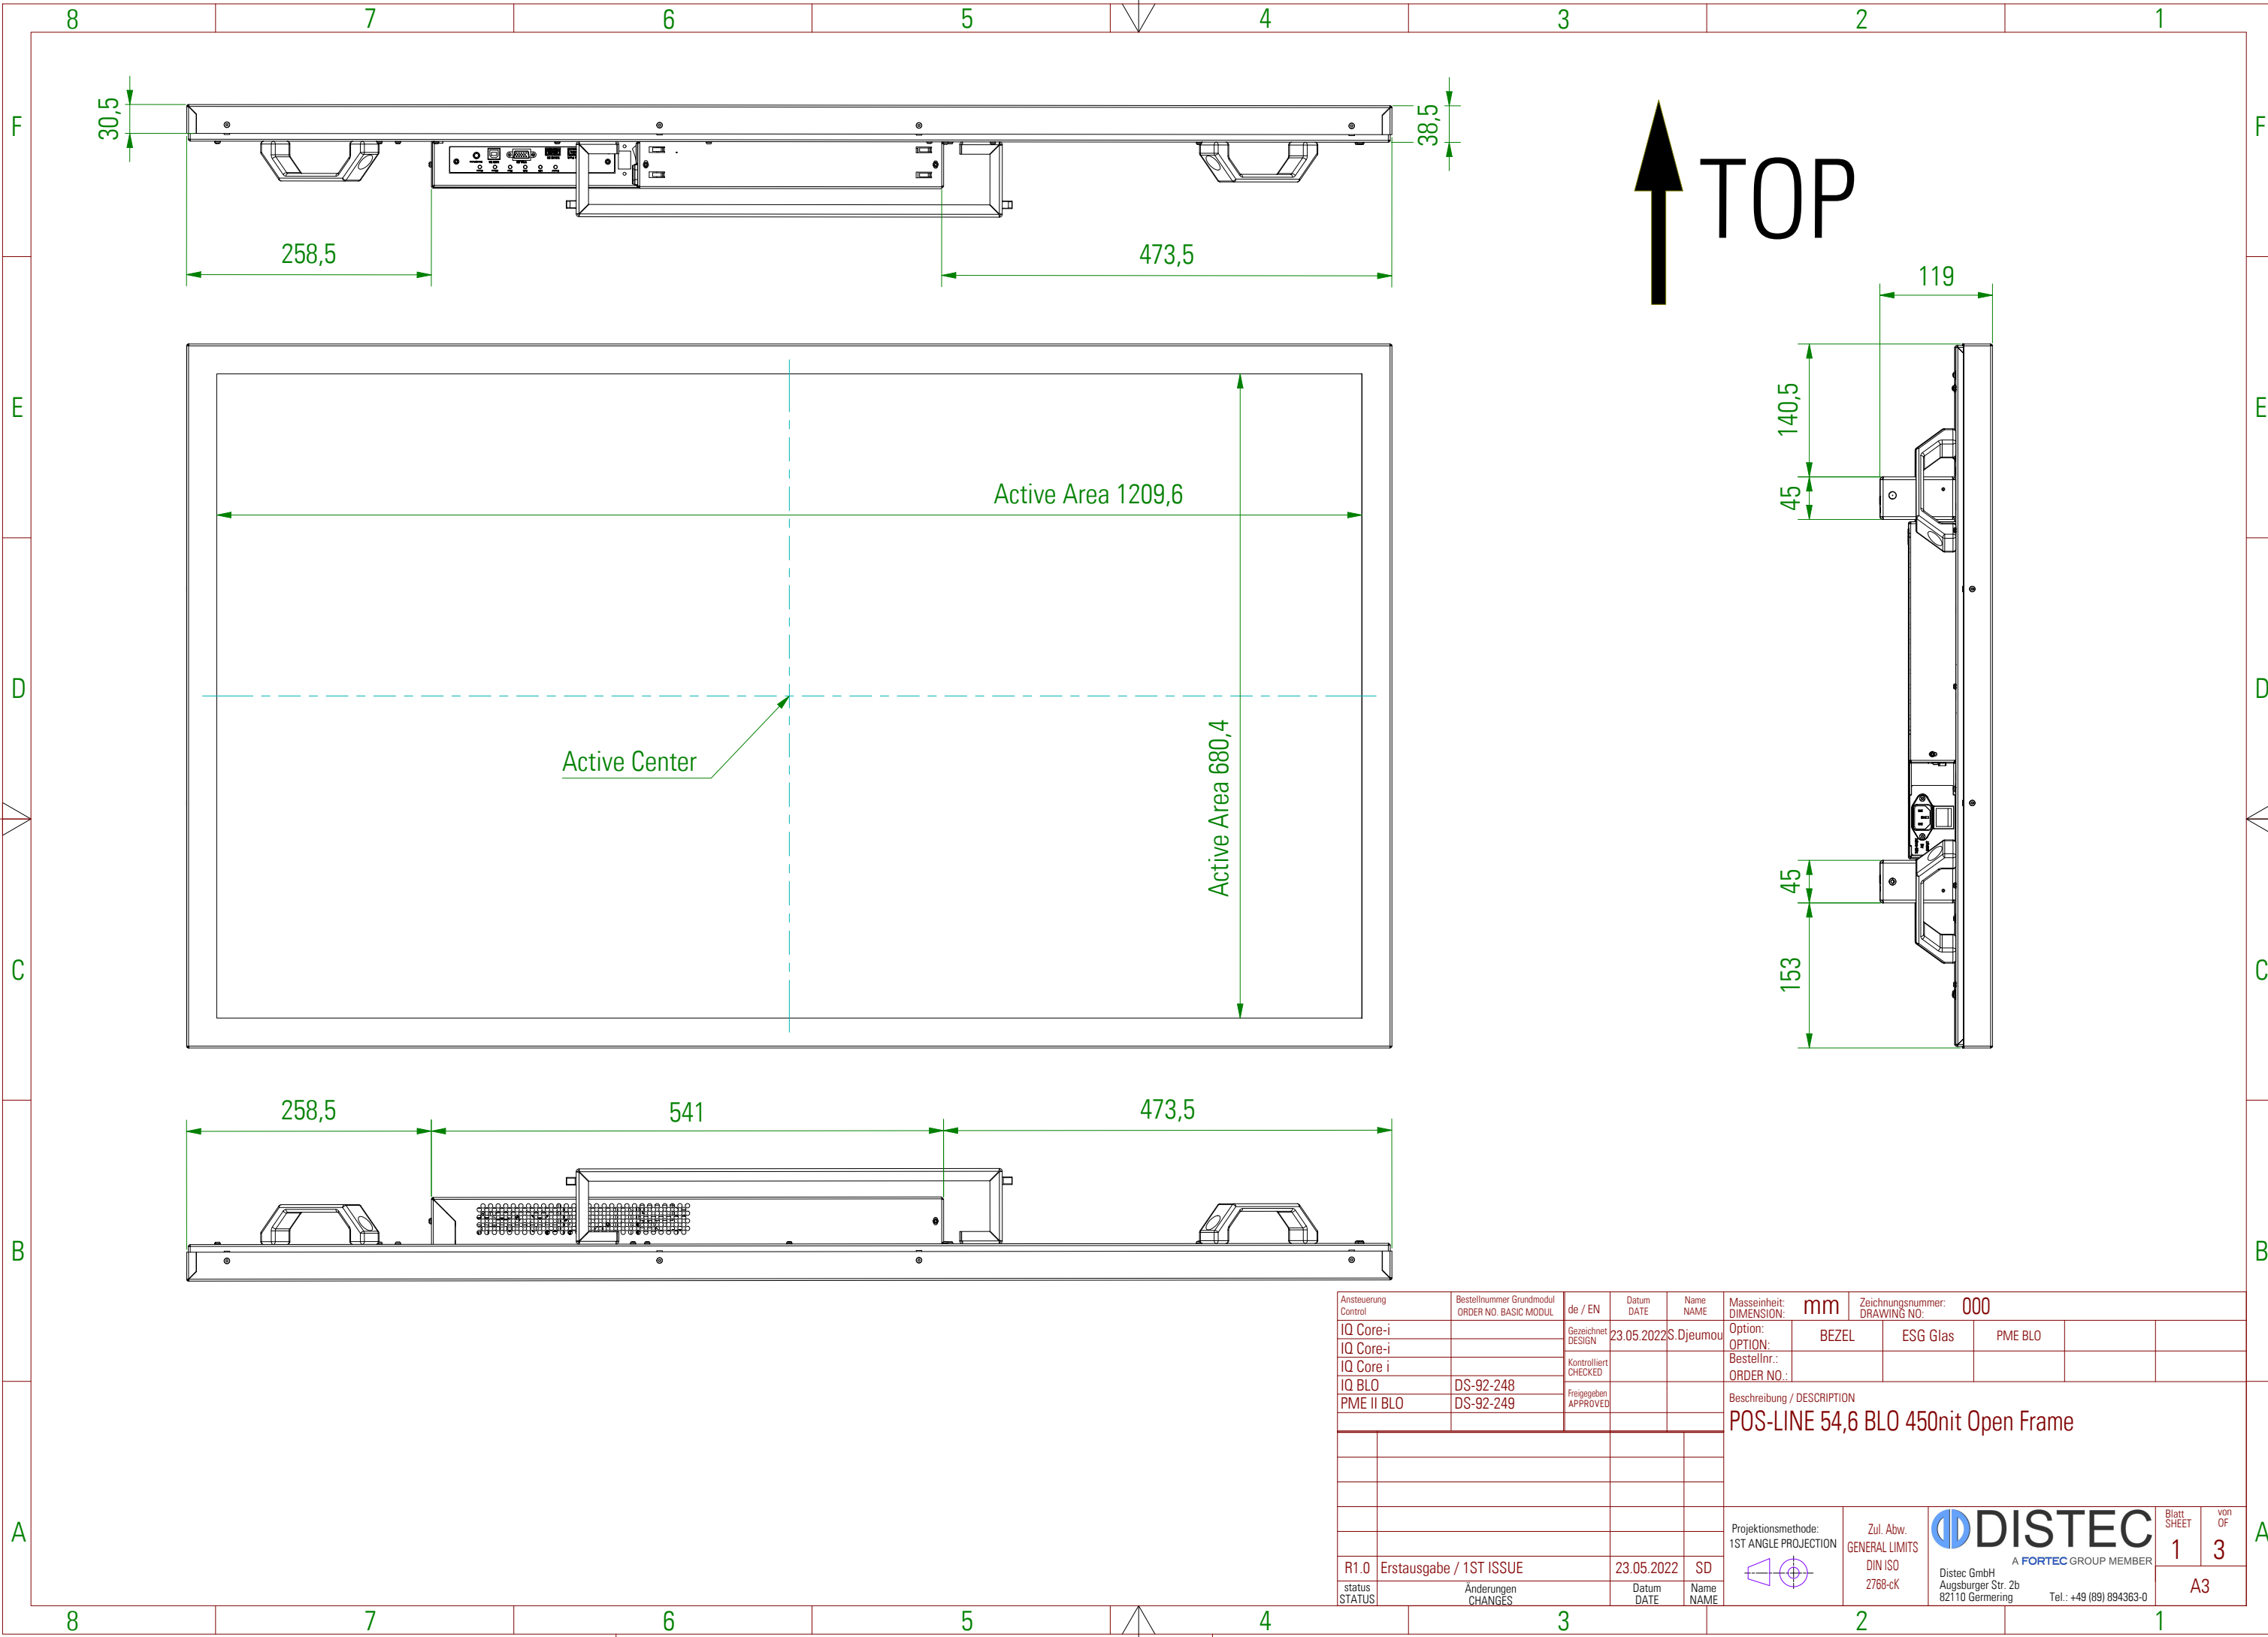 8 7 6 5 4 3 2 1
F F
30,5
38,5
TOP
258,5
473,5
119
E E
140,5
45
Active Area 1209,6
D D
Active Center
Active Area 680,4
45
C C
153
258,5
541
473,5
B B
Ansteuerung
Control
Bestellnummer Grundmodul
ORDER NO. BASIC MODUL
de / EN
Datum
DATE
Name
NAME
Masseinheit:
DIMENSION:
mm
Zeichnungsnummer:
DRAWING NO:
000
IQ Core-i
IQ Core-i
IQ Core i
IQ BLO DS-92-248
PME II BLO DS-92-249
Gezeichnet
DESIGN
23.05.2022 S.Djeumou
Kontrolliert
CHECKED
Freigegeben
APPROVED
Option:
OPTION:
BEZEL ESG Glas PME BLO
Bestellnr.:
ORDER NO.:
Beschreibung / DESCRIPTION
POS-LINE 54,6 BLO 450nit Open Frame
A A
R1.0 Erstausgabe / 1ST ISSUE 23.05.2022 SD
status
STATUS
Änderungen
CHANGES
Datum
DATE
Name
NAME
Projektionsmethode:
1ST ANGLE PROJECTION
Zul. Abw.
GENERAL LIMITS
DIN ISO
2768-cK
DISTEC
A FORTEC GROUP MEMBER
Distec GmbH
Augsburger Str. 2b
82110 Germering Tel.: +49 (89) 894363-0
Blatt
SHEET
1
von
OF
3
A3
8 7 6 5 4 3 2 1